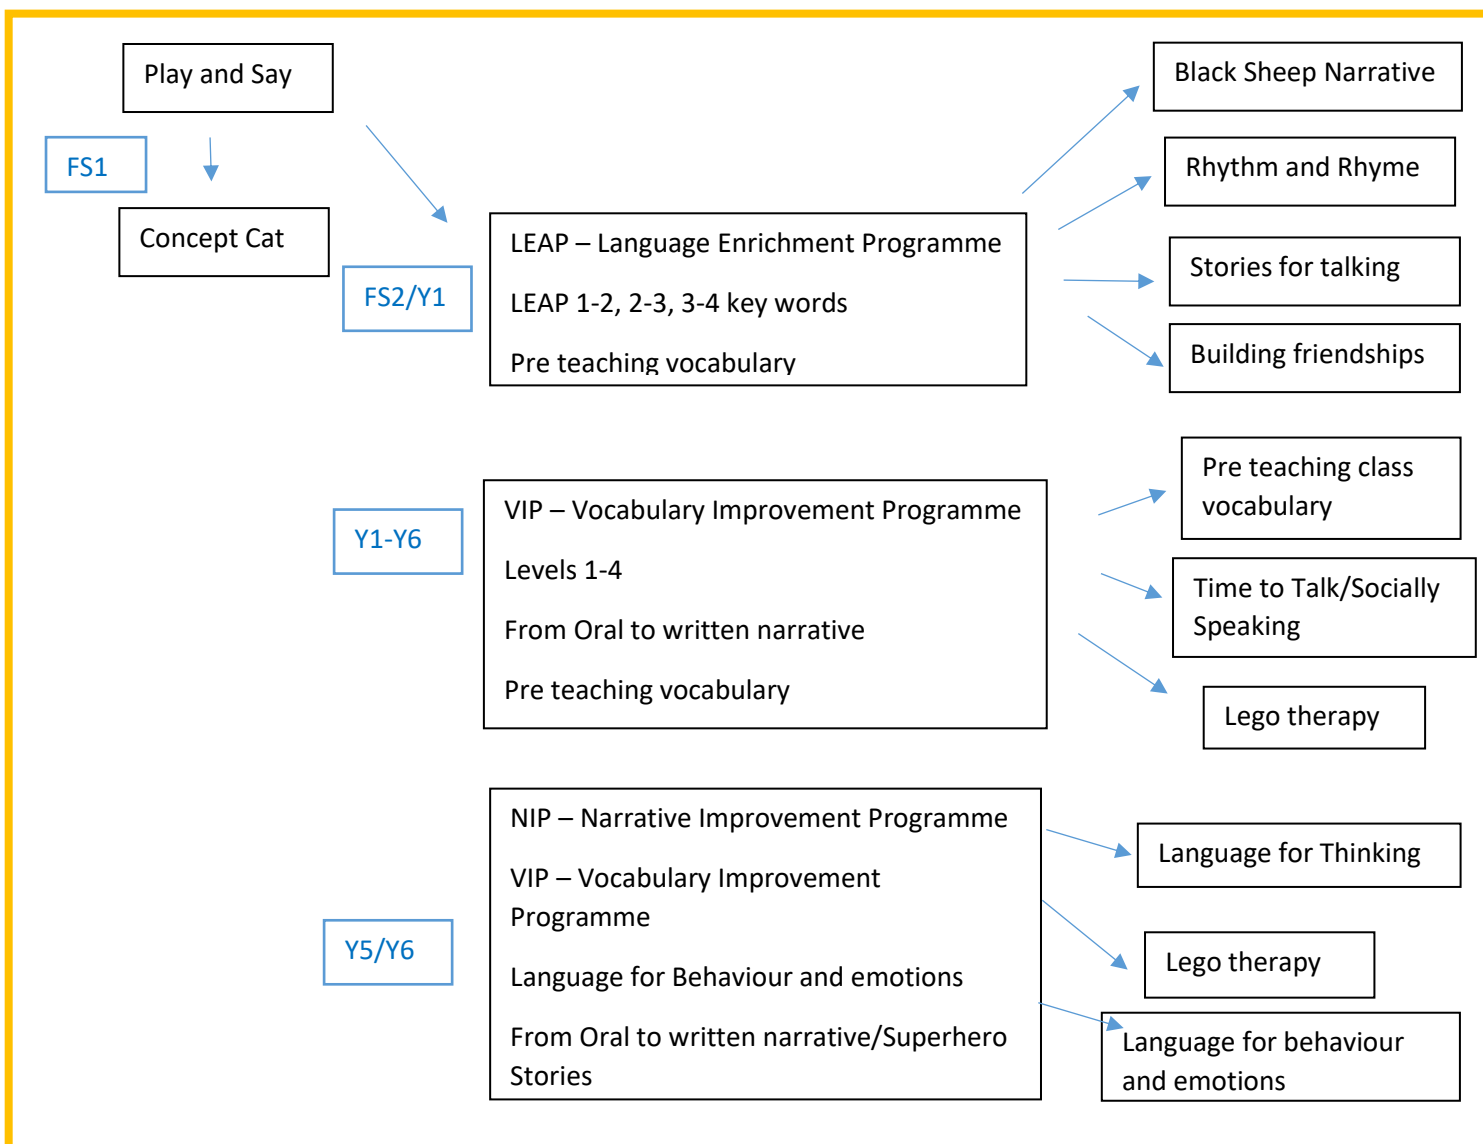 Play and Say
FS1
Concept Cat
FS2/Y1
LEAP – Language Enrichment Programme
LEAP 1-2, 2-3, 3-4 key words
Pre teaching vocabulary
Black Sheep Narrative
Rhythm and Rhyme
Stories for talking
Building friendships
Y1-Y6
VIP – Vocabulary Improvement Programme
Levels 1-4
From Oral to written narrative
Pre teaching vocabulary
Pre teaching class
vocabulary
Time to Talk/Socially
Speaking
Lego therapy
Y5/Y6
NIP – Narrative Improvement Programme
VIP – Vocabulary Improvement
Programme
Language for Behaviour and emotions
From Oral to written narrative/Superhero
Stories
Language for Thinking
Lego therapy
Language for behaviour
and emotions